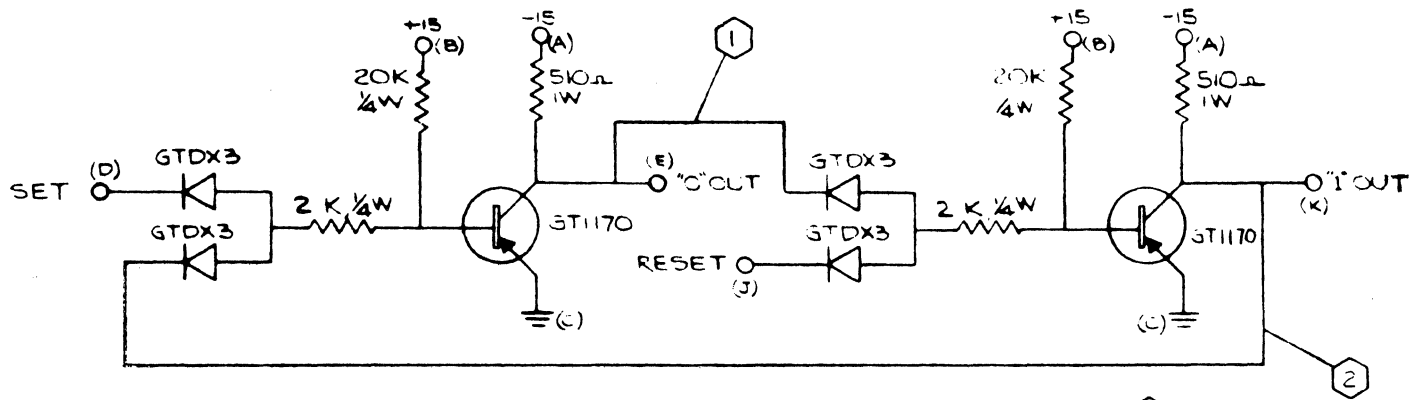 +15
(B)
-15
(A)
20K
¼W
510Ω
1W
1
+15
(B)
-15
(A)
20K
¼W
510Ω
1W
SET
(D)
GTDX3
GTDX3
2 K,¼W
GT1170
(C)
(E)
"0" OUT
GTDX3
GTDX3
RESET
(J)
2 K,¼W
GT1170
(C)
"1" OUT
(K)
2